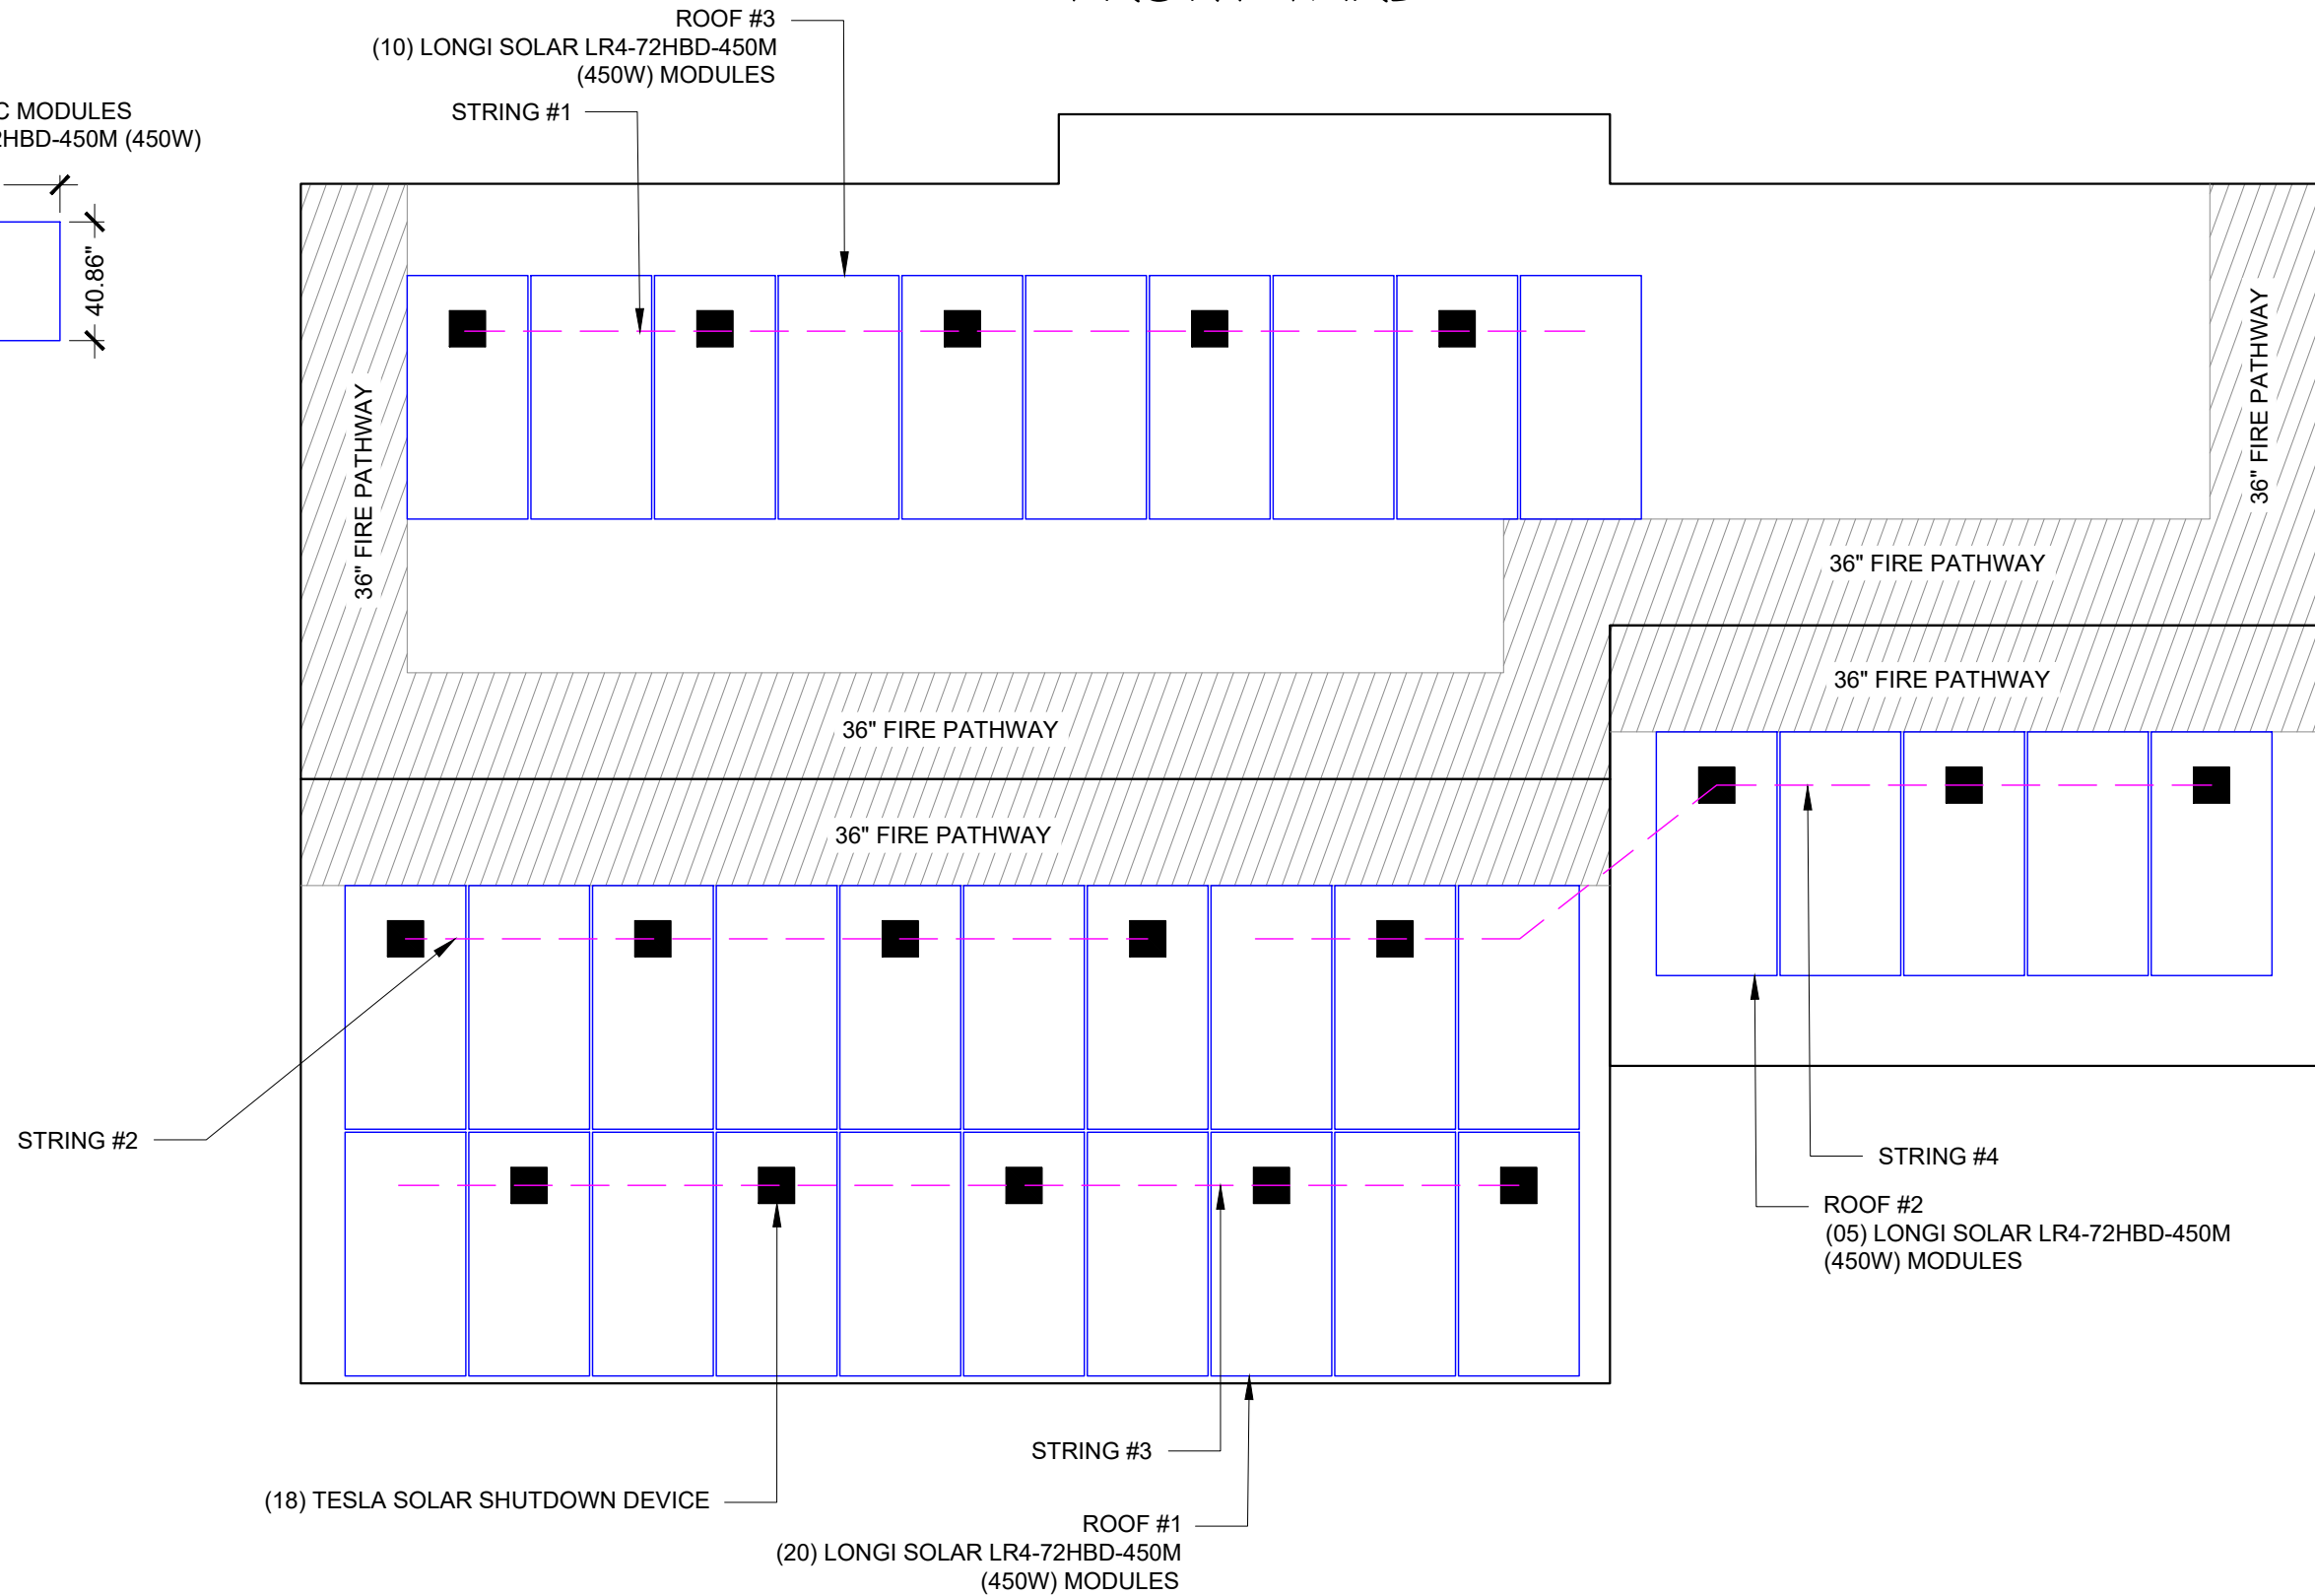 ROOF #3
(10) LONGI SOLAR LR4-72HBD-450M
(450W) MODULES
STRING #1
C MODULES
HBD-450M (450W)
40.86"
36" FIRE PATHWAY
36" FIRE PATHWAY
36" FIRE PATHWAY
36" FIRE PATHWAY
36" FIRE PATHWAY
36" FIRE PATHWAY
STRING #2
STRING #4
ROOF #2
(05) LONGI SOLAR LR4-72HBD-450M
(450W) MODULES
STRING #3
(18) TESLA SOLAR SHUTDOWN DEVICE
ROOF #1
(20) LONGI SOLAR LR4-72HBD-450M
(450W) MODULES